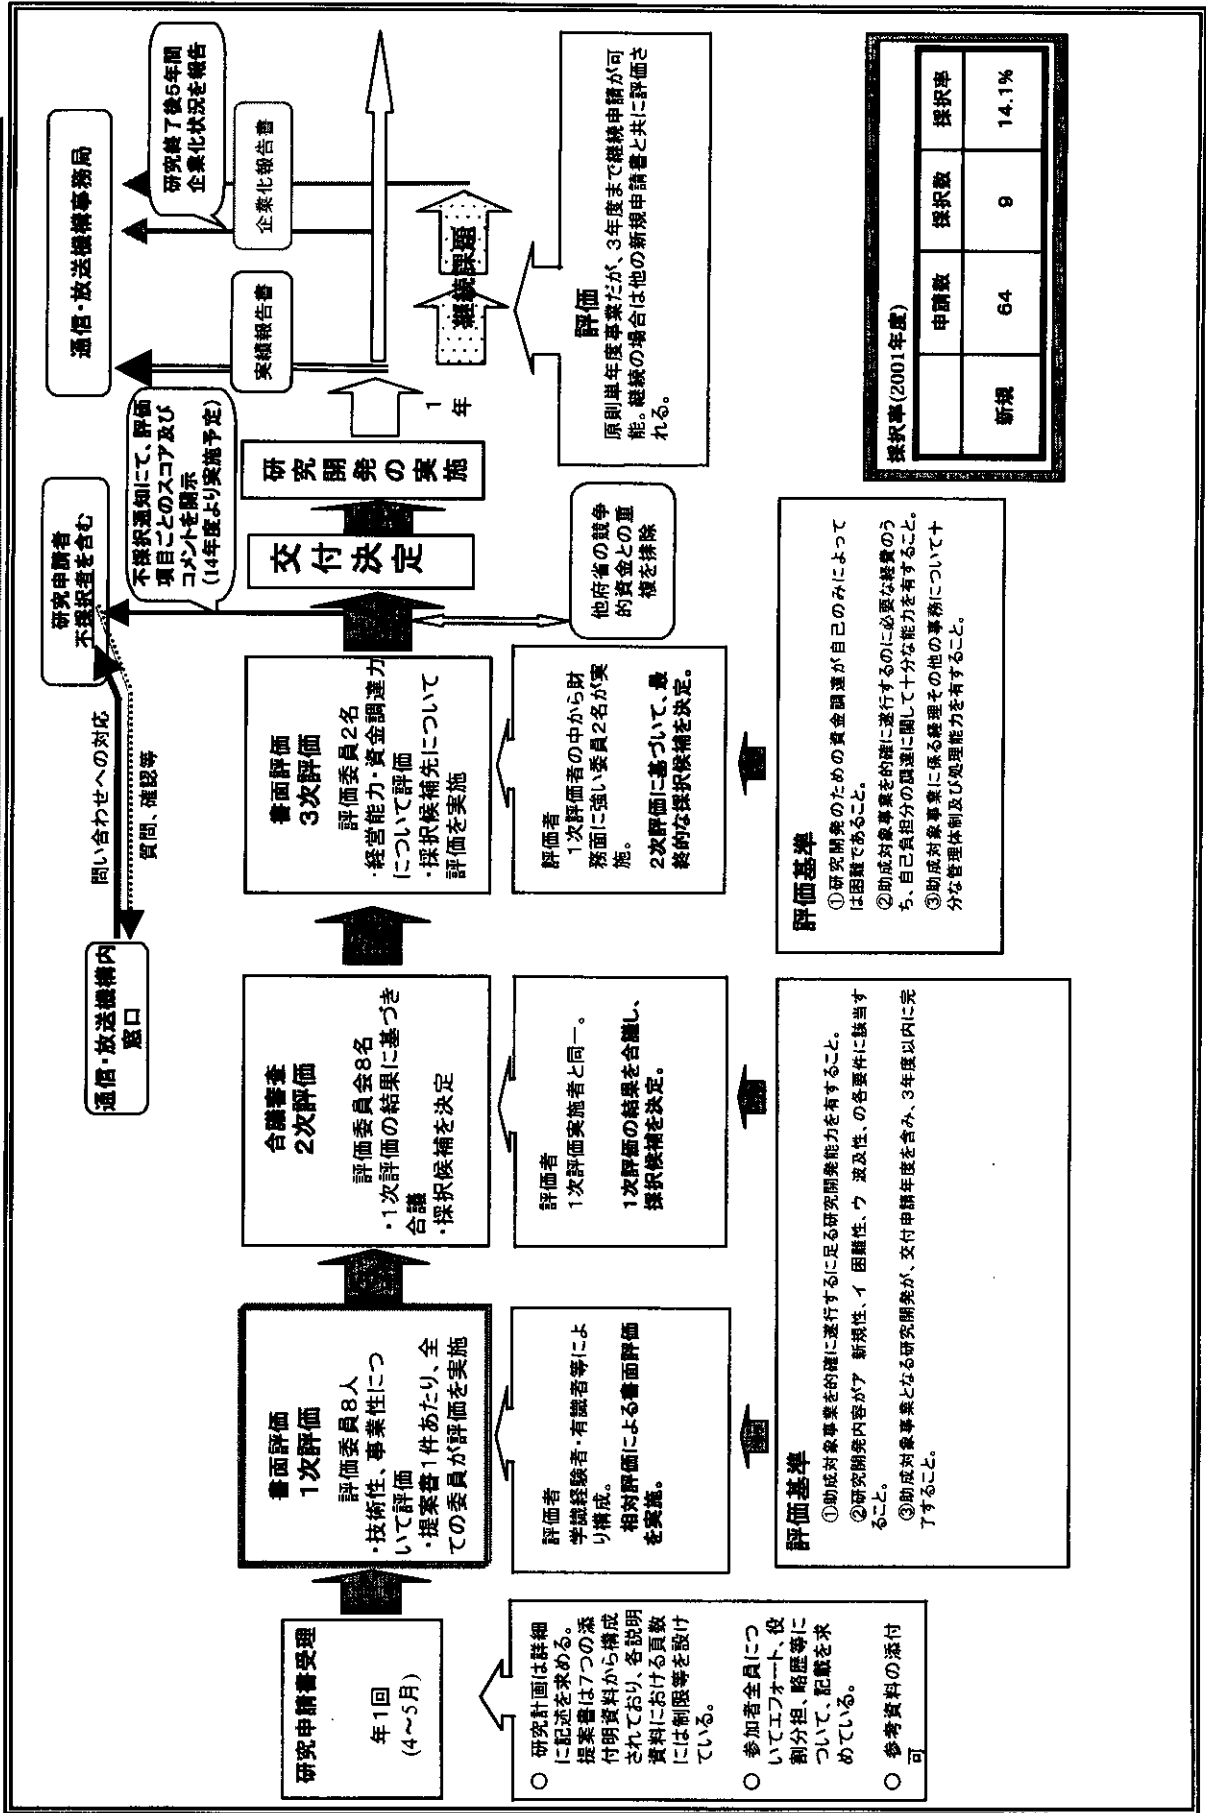 通信・放送機構内
窓口
問い合わせへの対応
質問、確認等
研究申請者
不採択者を含む
不採択通知にて、評価
項目ごとのスコア及び
コメントを開示
(14年度より実施予定)
通信・放送機構事務局
研究終了後5年間
企業化状況を報告
実績報告書
企業化報告書
研究申請書受理
年1回
(4~5月)
書面評価
1次評価
評価委員8人
・技術性、事業性につ
いて評価
・提案書1件あたり、全
ての委員が評価を実施
合議審査
2次評価
評価委員会8名
・1次評価の結果に基づき
合議
・採択候補を決定
書面評価
3次評価
評価委員2名
・経営能力・資金調達力
について評価
・採択候補先について
評価を実施
交付決定
研究開発の実施
1
年
継続課題
○ 研究計画は詳細
に記述を求める。
提案書は7つの添
付明資料から構成
されており、各説明
資料における頁数
には制限等を設け
ている。
○ 参加者全員につ
いてエフォート、役
割分担、略歴等に
ついて、記載を求
めている。
○ 参考資料の添付
可
評価者
学識経験者・有識者等によ
り構成。
相対評価による書面評価
を実施。
評価者
1次評価実施者と同一。
1次評価の結果を合議し、
採択候補を決定。
評価者
1次評価者の中から財
務面に強い委員2名が実
施。
2次評価に基づいて、最
終的な採択候補を決定。
他府省の競争
的資金との重
複を排除
評価
原則単年度事業だが、3年度まで継続申請が可
能。継続の場合は他の新規申請書と共に評価さ
れる。
評価基準
①助成対象事業を的確に遂行するに足る研究開発能力を有すること。
②研究開発内容がア 新規性、イ 困難性、ウ 波及性、の各要件に該当す
ること。
③助成対象事業となる研究開発が、交付申請年度を含み、3年度以内に完
了すること。
評価基準
①研究開発のための資金調達が自己のみによって
は困難であること。
②助成対象事業を的確に遂行するのに必要な経費のう
ち、自己負担分の調達に関して十分な能力を有すること。
③助成対象事業に係る経理その他の事務について十
分な管理体制及び処理能力を有すること。
採択率(2001年度)
申請数 採択数 採択率
新規 64 9 14.1%